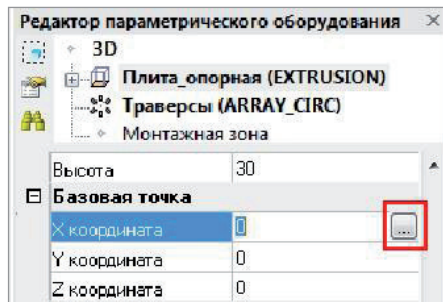 Редактор параметрического оборудования
3D
Плита_опорная (EXTRUSION)
Траверсы (ARRAY_CIRC)
Монтажная зона
Высота 30
Базовая точка
X координата 0 ...
Y координата 0
Z координата 0